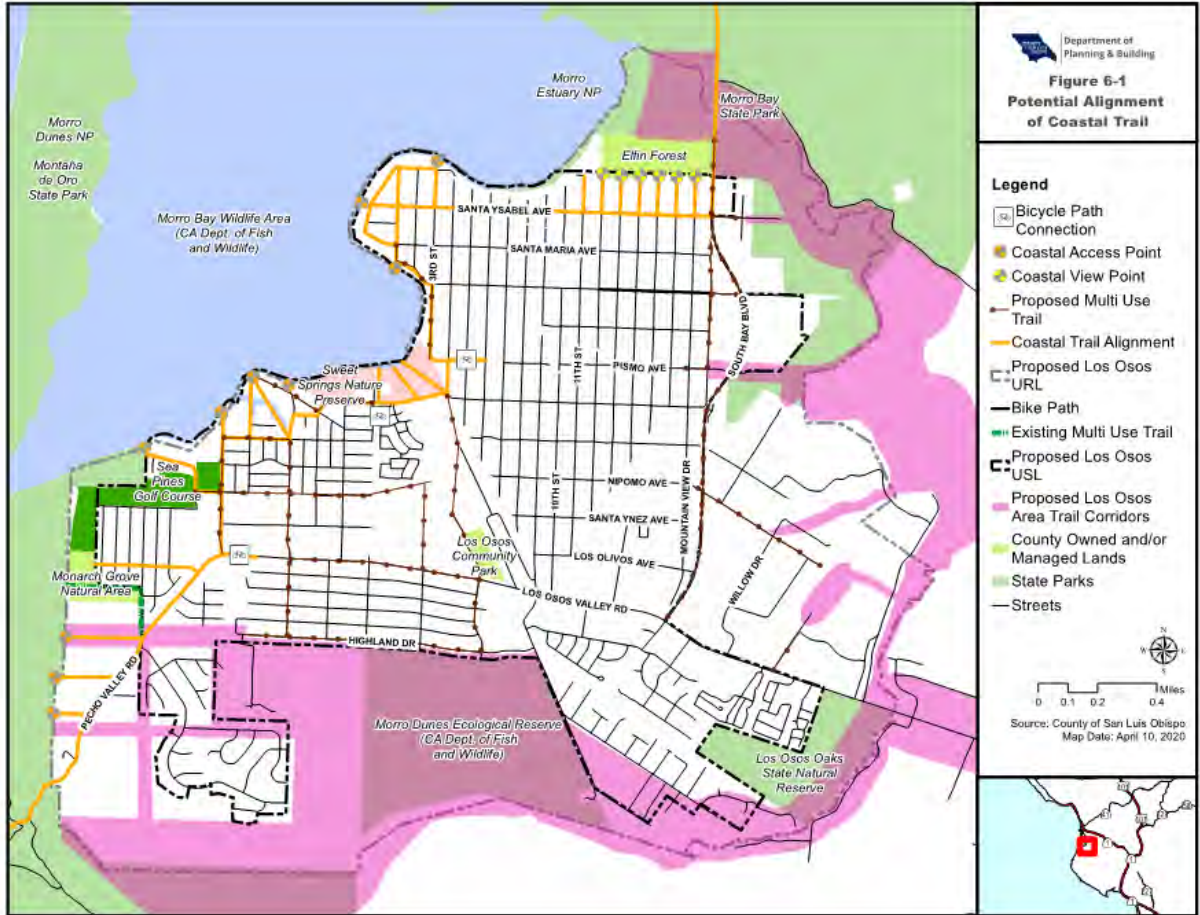 Morro
Dunes NP
Montaña
de Oro
State Park
Morro Bay Wildlife Area
(CA Dept. of Fish
and Wildlife)
Morro
Estuary NP
Morro Bay
State Park
Elfin Forest
SANTA YSABEL AVE
SANTA MARIA AVE
3RD ST
SOUTH BAY BLVD
11TH ST
PISMO AVE
Sweet
Springs Nature
Preserve
Sea
Pines
Golf Course
NIPOMO AVE
10TH ST
SANTA YNEZ AVE
MOUNTAIN VIEW DR
LOS OLIVOS AVE
Los Osos
Community
Park
WILLOW DR
Monarch Grove
Natural Area
LOS OSOS VALLEY RD
HIGHLAND DR
PECHO VALLEY RD
Morro Dunes Ecological Reserve
(CA Dept. of Fish
and Wildlife)
Los Osos Oaks
State Natural
Reserve
Department of
Planning & Building
Figure 6-1
Potential Alignment
of Coastal Trail
Legend
Bicycle Path
Connection
Coastal Access Point
Coastal View Point
Proposed Multi Use
Trail
Coastal Trail Alignment
Proposed Los Osos
URL
Bike Path
Existing Multi Use Trail
Proposed Los Osos
USL
Proposed Los Osos
Area Trail Corridors
County Owned and/or
Managed Lands
State Parks
Streets
N
W E
S
Miles
0 0.1 0.2 0.4
Source: County of San Luis Obispo
Map Date: April 10, 2020